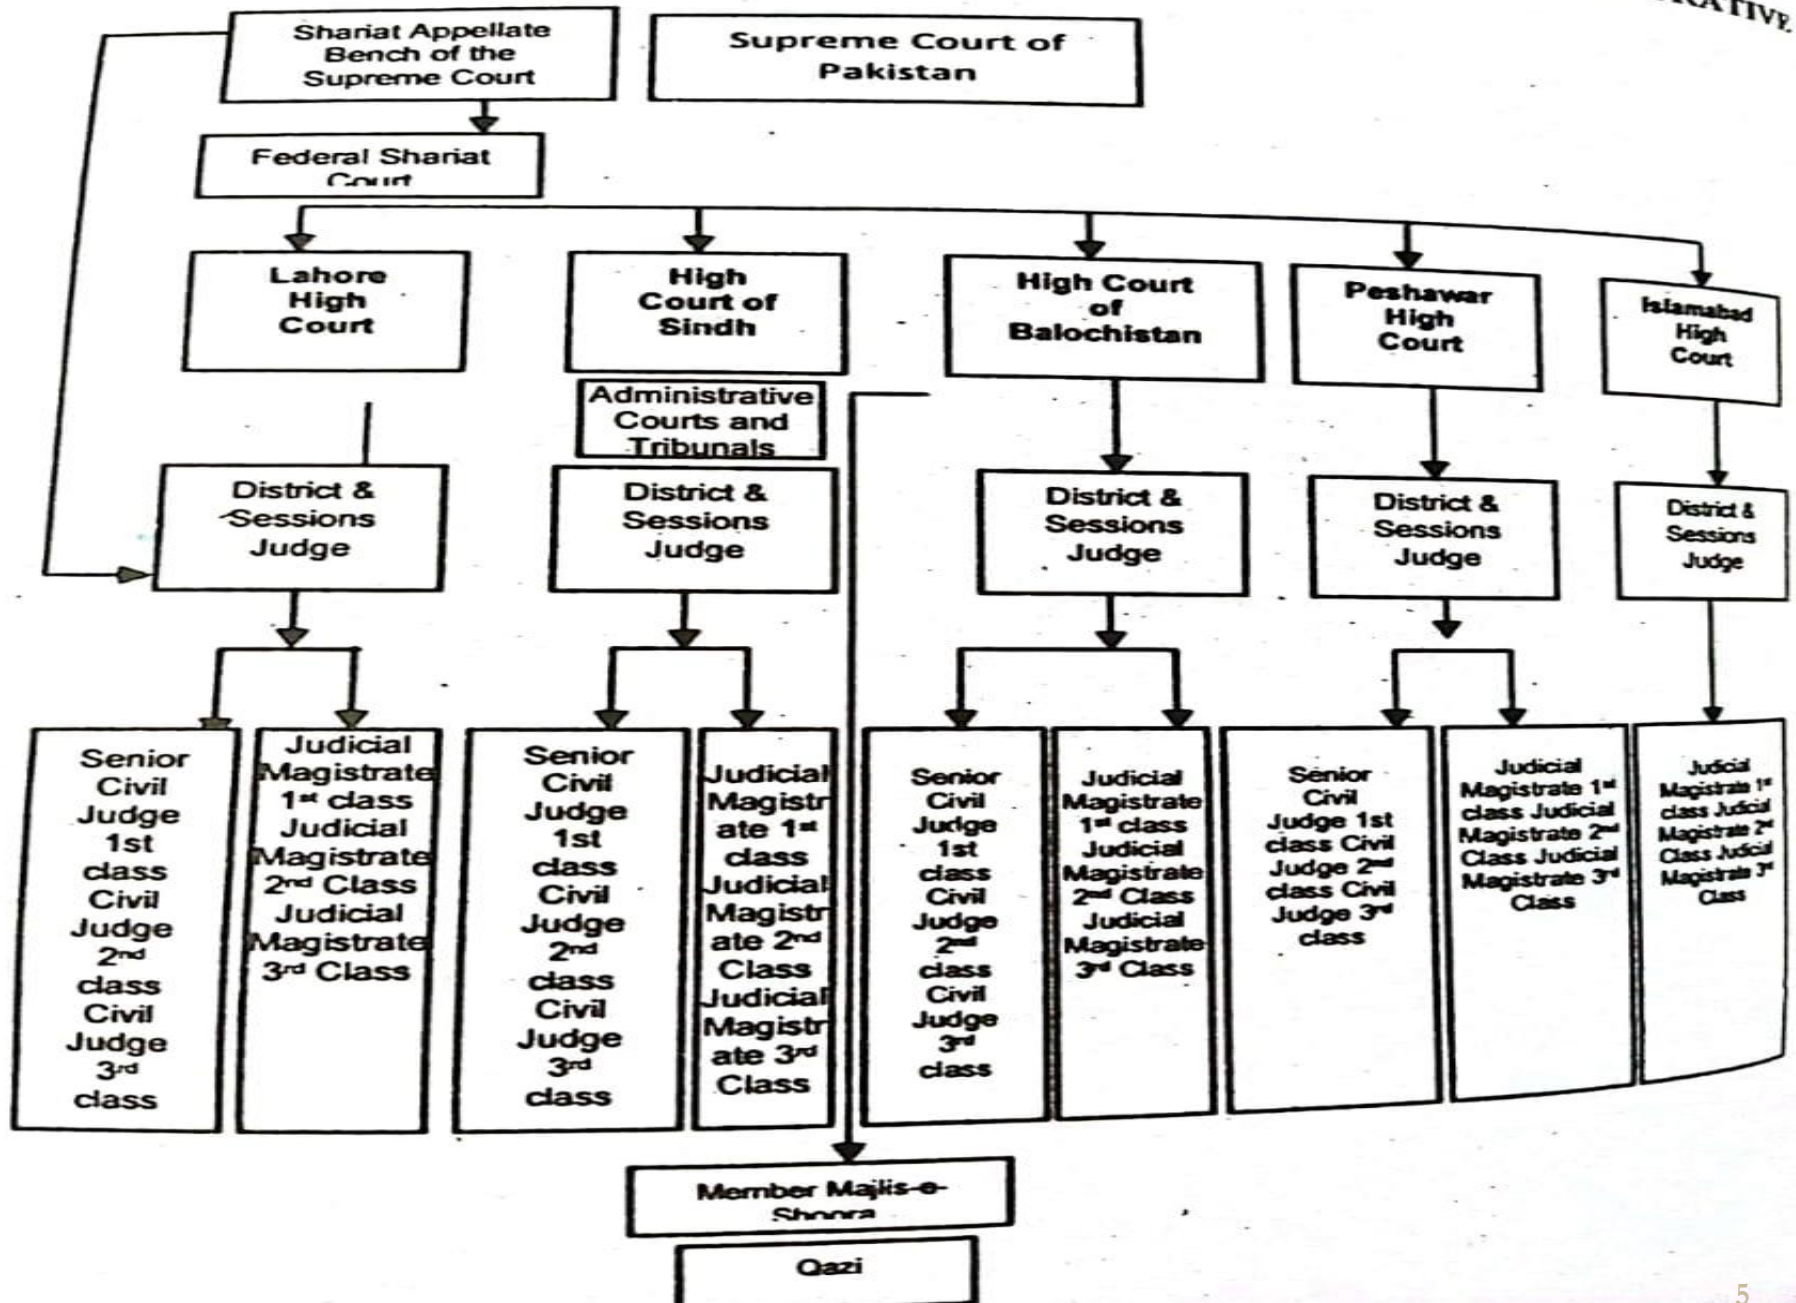 RATIVE
Shariat Appellate
Bench of the
Supreme Court
Supreme Court of
Pakistan
Federal Shariat
Court
Lahore
High
Court
High
Court of
Sindh
High Court
of
Balochistan
Peshawar
High
Court
Islamabad
High
Court
Administrative
Courts and
Tribunals
District &
Sessions
Judge
District &
Sessions
Judge
District &
Sessions
Judge
District &
Sessions
Judge
District &
Sessions
Judge
Senior
Civil
Judge
1st
class
Civil
Judge
2nd
class
Civil
Judge
3rd
class
Judicial
Magistrate
1st class
Judicial
Magistrate
2nd Class
Judicial
Magistrate
3rd Class
Senior
Civil
Judge
1st
class
Civil
Judge
2nd
class
Civil
Judge
3rd
class
Judicial
Magistr
ate 1st
class
Judicial
Magistr
ate 2nd
Class
Judicial
Magistr
ate 3rd
Class
Senior
Civil
Judge
1st
class
Civil
Judge
2nd
class
Civil
Judge
3rd
class
Judicial
Magistrate
1st class
Judicial
Magistrate
2nd Class
Judicial
Magistrate
3rd Class
Senior
Civil
Judge 1st
class Civil
Judge 2nd
class Civil
Judge 3rd
class
Judicial
Magistrate 1st
class Judicial
Magistrate 2nd
Class Judicial
Magistrate 3rd
Class
Judicial
Magistrate 1st
class Judicial
Magistrate 2nd
Class Judicial
Magistrate 3rd
Class
Member Majlis-e-
Shoora
Qazi
5